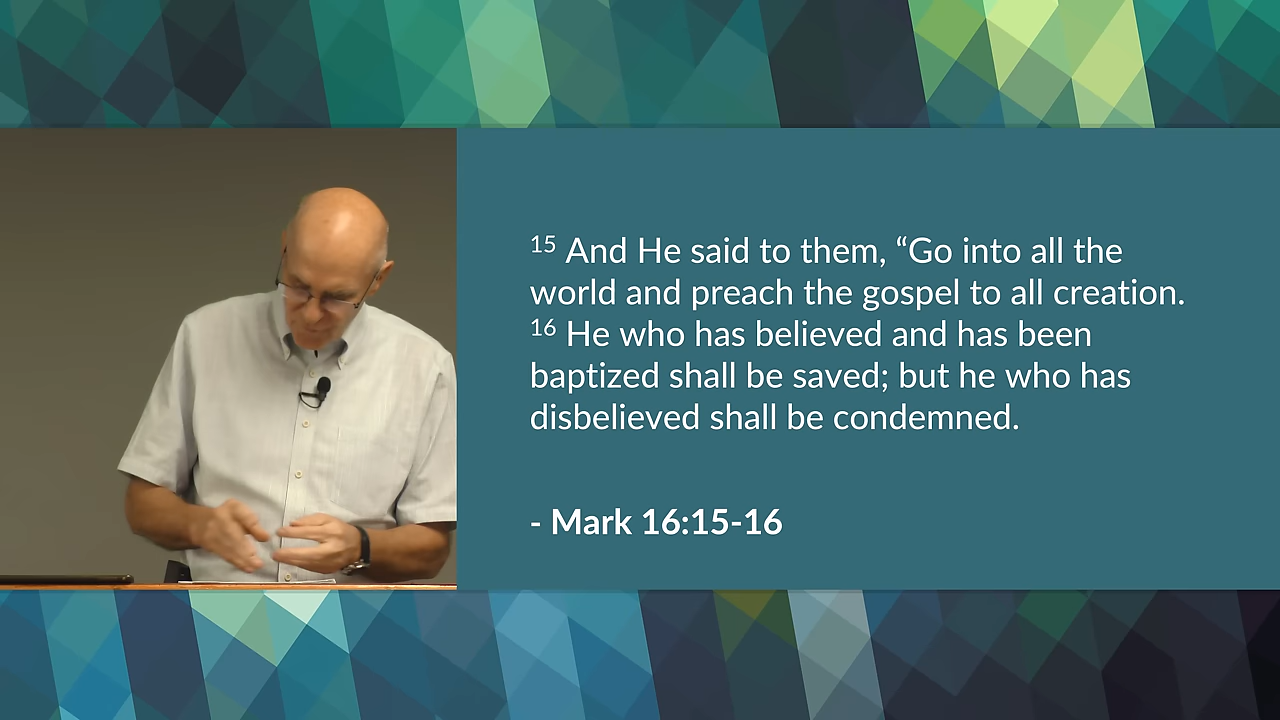 15 And He said to them, “Go into all the
world and preach the gospel to all creation.
16 He who has believed and has been
baptized shall be saved; but he who has
disbelieved shall be condemned.
- Mark 16:15-16